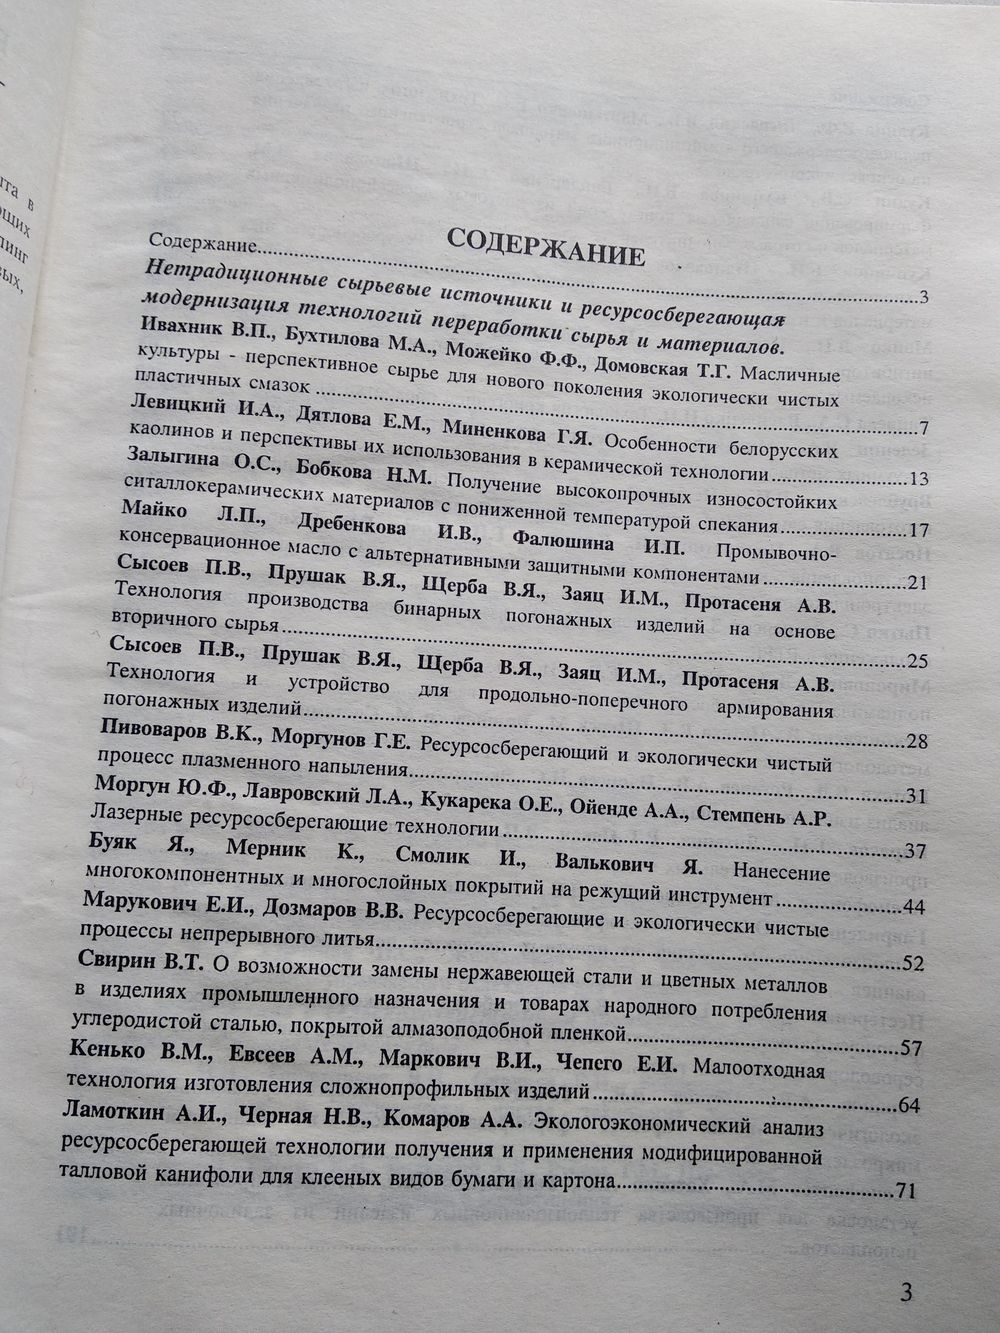 СОДЕРЖАНИЕ
Содержание....3
Нетрадиционные сырьевые источники и ресурсосберегающая
модернизация технологий переработки сырья и материалов.
Ивахник В.П., Бухтилова М.А., Можейко Ф.Ф., Домовская Т.Г. Масличные
культуры - перспективное сырье для нового поколения экологически чистых
пластичных смазок ....7
Левицкий И.А., Дятлова Е.М., Миненкова Г.Я. Особенности белорусских
каолинов и перспективы их использования в керамической технологии....13
Залыгина О.С., Бобкова Н.М. Получение высокопрочных износостойких
ситаллокерамических материалов с пониженной температурой спекания....17
Майко Л.П., Дребенкова И.В., Фалюшина И.П. Промывочно-
консервационное масло с альтернативными защитными компонентами....21
Сысоев П.В., Прушак В.Я., Щерба В.Я., Заяц И.М., Протасеня А.В.
Технология производства бинарных погонажных изделий на основе
вторичного сырья....25
Сысоев П.В., Прушак В.Я., Щерба В.Я., Заяц И.М., Протасеня А.В.
Технология и устройство для продольно-поперечного армирования
погонажных изделий....28
Пивоваров В.К., Моргунов Г.Е. Ресурсосберегающий и экологически чистый
процесс плазменного напыления....31
Моргун Ю.Ф., Лавровский Л.А., Кукарека О.Е., Ойенде А.А., Стемпень А.Р.
Лазерные ресурсосберегающие технологии....37
Буяк Я., Мерник К., Смолик И., Валькович Я. Нанесение
многокомпонентных и многослойных покрытий на режущий инструмент....44
Марукович Е.И., Дозмаров В.В. Ресурсосберегающие и экологически чистые
процессы непрерывного литья....52
Свирин В.Т. О возможности замены нержавеющей стали и цветных металлов
в изделиях промышленного назначения и товарах народного потребления
углеродистой сталью, покрытой алмазоподобной пленкой....57
Кенько В.М., Евсеев А.М., Маркович В.И., Чепего Е.И. Малоотходная
технология изготовления сложнопрофильных изделий....64
Ламоткин А.И., Черная Н.В., Комаров А.А. Экологоэкономический анализ
ресурсосберегающей технологии получения и применения модифицированной
талловой канифоли для клееных видов бумаги и картона....71
3